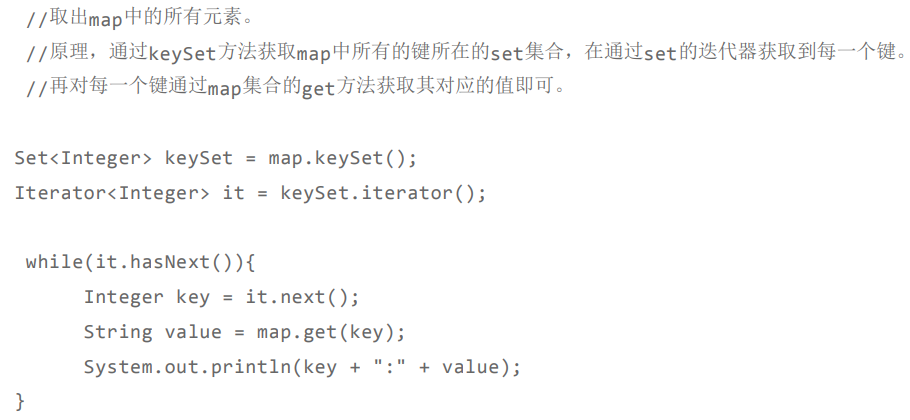 //取出map中的所有元素。
//原理，通过keySet方法获取map中所有的键所在的set集合，在通过set的迭代器获取到每一个键。
//再对每一个键通过map集合的get方法获取其对应的值即可。
Set<Integer> keySet = map.keySet();
Iterator<Integer> it = keySet.iterator();
while(it.hasNext()){
Integer key = it.next();
String value = map.get(key);
System.out.println(key + ":" + value);
}